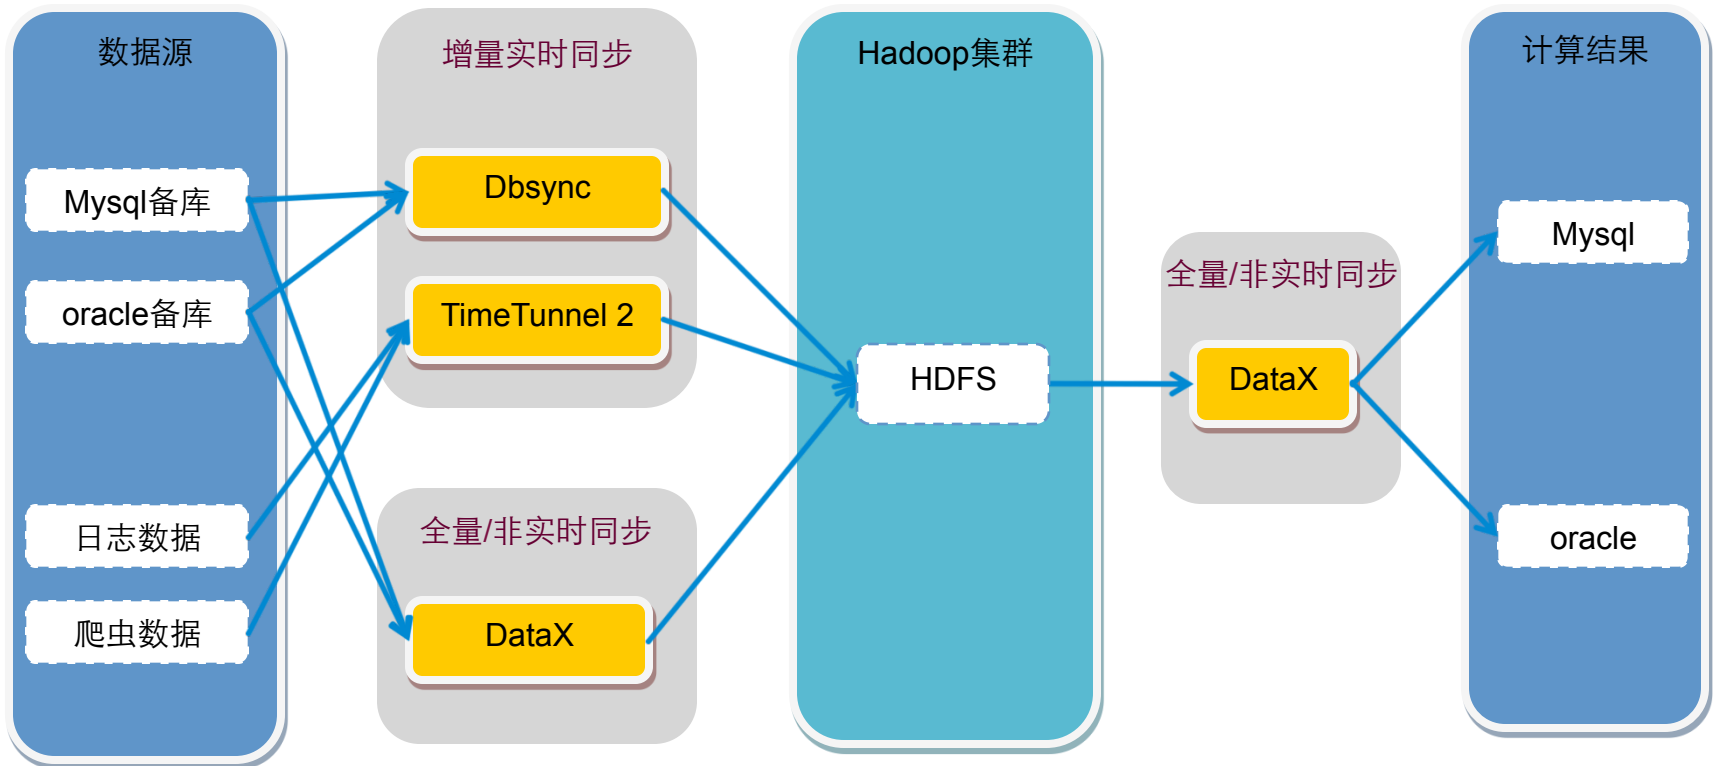 数据源
Mysql备库
oracle备库
日志数据
爬虫数据
增量实时同步
Dbsync
TimeTunnel 2
全量/非实时同步
DataX
Hadoop集群
HDFS
全量/非实时同步
DataX
计算结果
Mysql
oracle